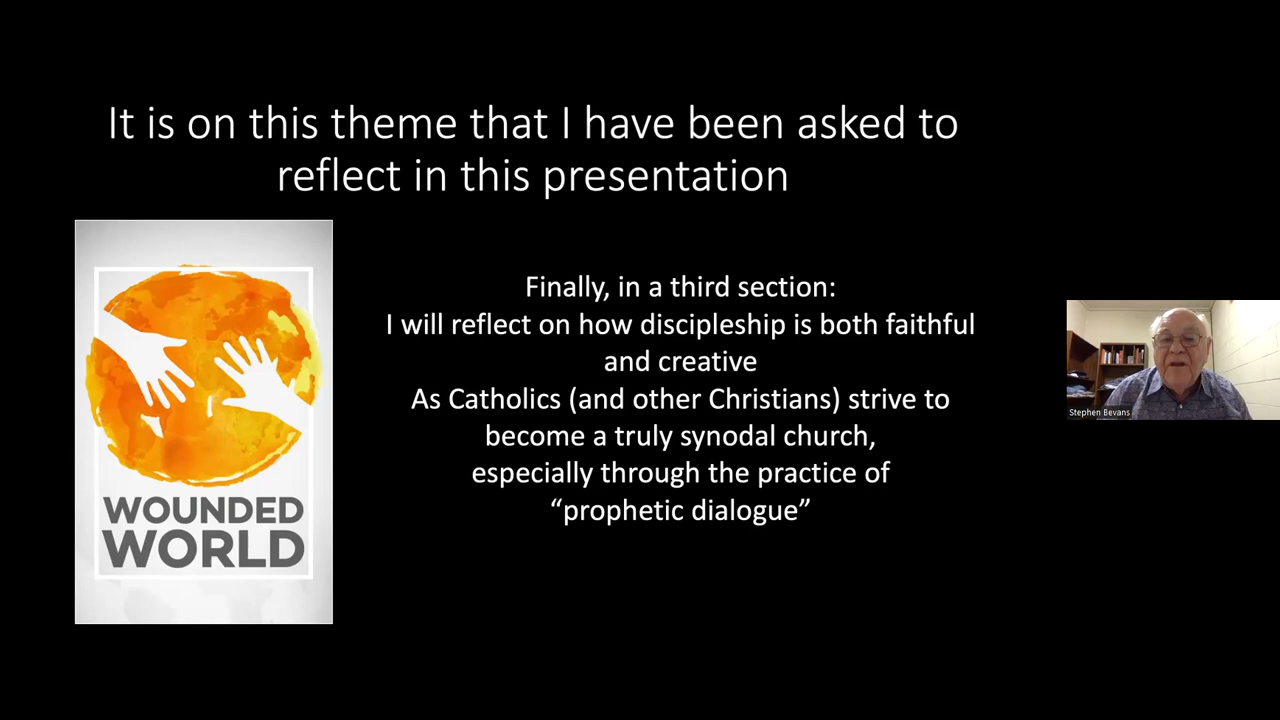 It is on this theme that I have been asked to
reflect in this presentation
WOUNDED
WORLD
Finally, in a third section:
I will reflect on how discipleship is both faithful
and creative
As Catholics (and other Christians) strive to
become a truly synodal church,
especially through the practice of
“prophetic dialogue”
Stephen Bevans